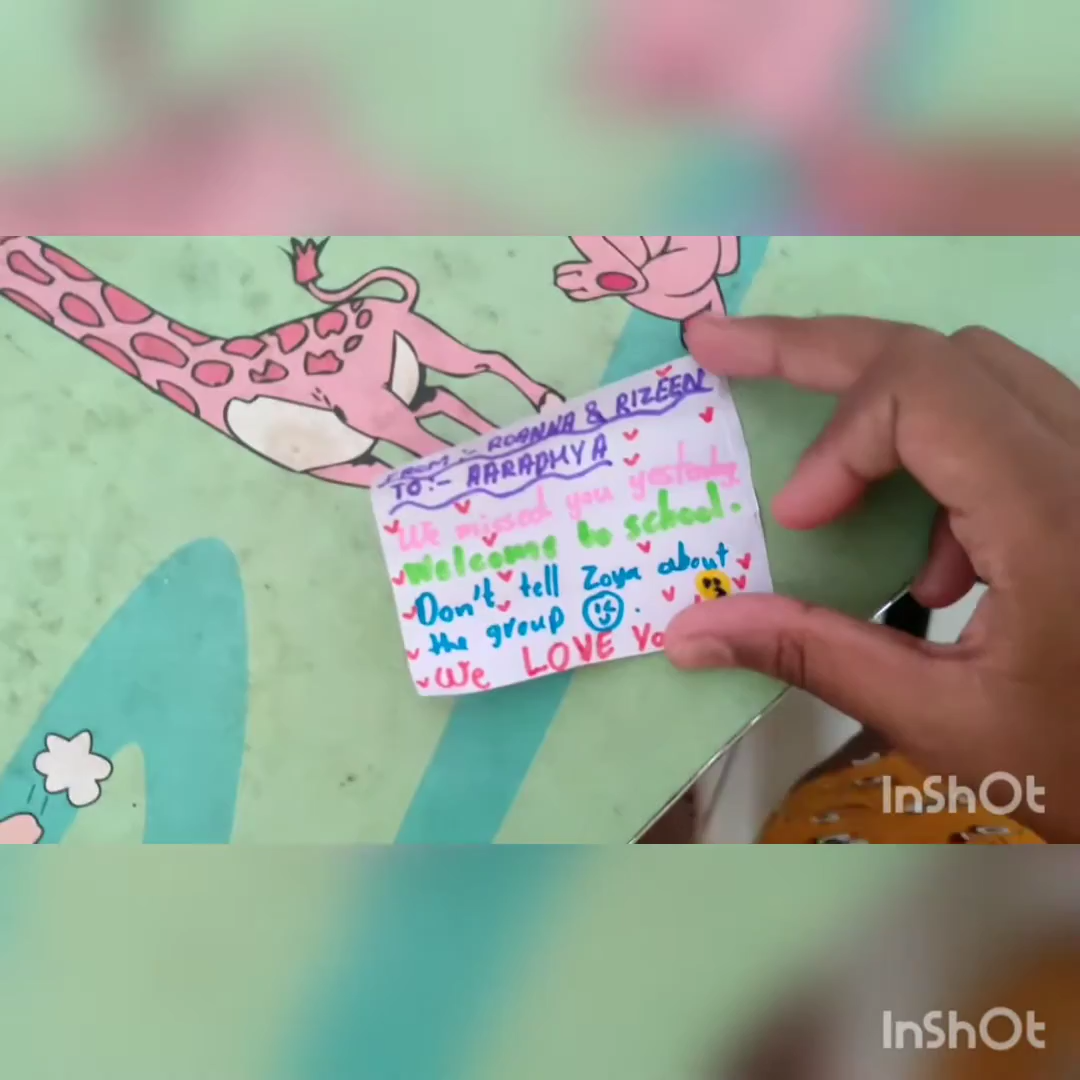 FROM :- ROANNA & RIZEEN
TO:- AARADHYA
We missed you yesterday
Welcome to school.
Don't tell Zoya about
the group
We LOVE Yo
InShOt
InShOt